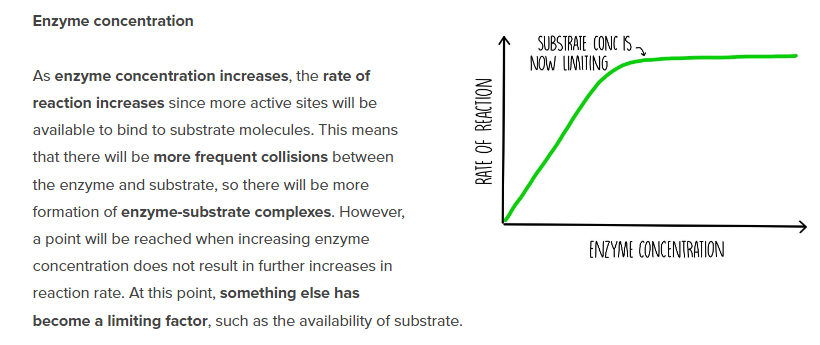 Enzyme concentration
As enzyme concentration increases, the rate of
reaction increases since more active sites will be
available to bind to substrate molecules. This means
that there will be more frequent collisions between
the enzyme and substrate, so there will be more
formation of enzyme-substrate complexes. However,
a point will be reached when increasing enzyme
concentration does not result in further increases in
reaction rate. At this point, something else has
become a limiting factor, such as the availability of substrate.
SUBSTRATE CONC IS
NOW LIMITING
RATE OF REACTION
ENZYME CONCENTRATION